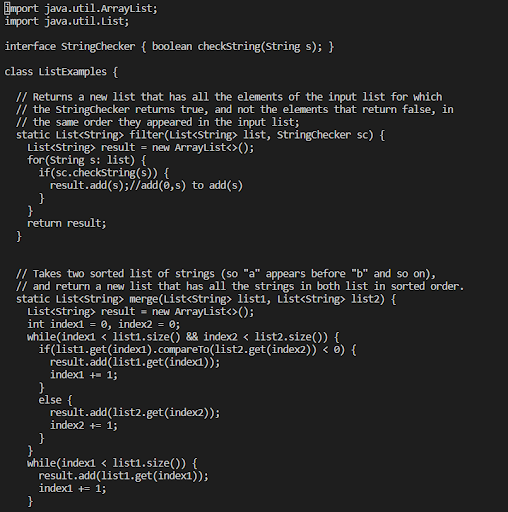 import java.util.ArrayList;
import java.util.List;

interface StringChecker { boolean checkString(String s); }

class ListExamples {

  // Returns a new list that has all the elements of the input list for which
  // the StringChecker returns true, and not the elements that return false, in
  // the same order they appeared in the input list;
  static List<String> filter(List<String> list, StringChecker sc) {
    List<String> result = new ArrayList<>();
    for(String s: list) {
      if(sc.checkString(s)) {
        result.add(s);//add(0,s) to add(s)
      }
    }
    return result;
  }


  // Takes two sorted list of strings (so "a" appears before "b" and so on),
  // and return a new list that has all the strings in both list in sorted order.
  static List<String> merge(List<String> list1, List<String> list2) {
    List<String> result = new ArrayList<>();
    int index1 = 0, index2 = 0;
    while(index1 < list1.size() && index2 < list2.size()) {
      if(list1.get(index1).compareTo(list2.get(index2)) < 0) {
        result.add(list1.get(index1));
        index1 += 1;
      }
      else {
        result.add(list2.get(index2));
        index2 += 1;
      }
    }
    while(index1 < list1.size()) {
      result.add(list1.get(index1));
      index1 += 1;
    }